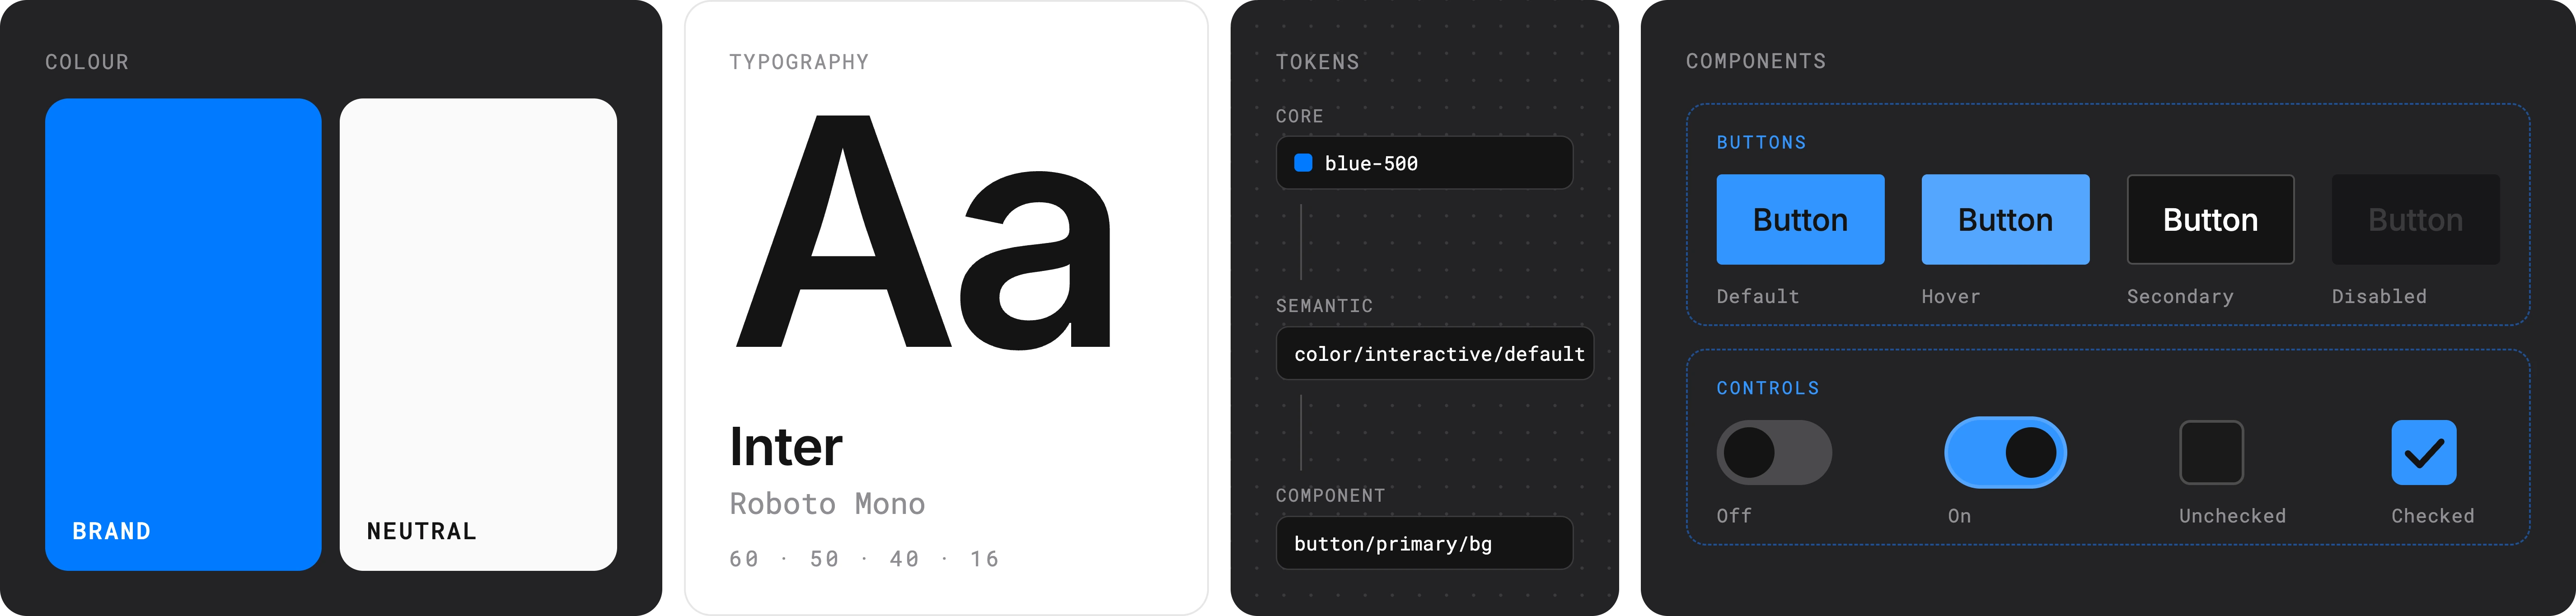 COLOUR
BRAND
NEUTRAL
TYPOGRAPHY
Aa
Inter
Roboto Mono
60 · 50 · 40 · 16
TOKENS
CORE
blue-500
SEMANTIC
color/interactive/default
COMPONENT
button/primary/bg
COMPONENTS
BUTTONS
Button Button Button Button
Default Hover Secondary Disabled
CONTROLS
Off On Unchecked Checked